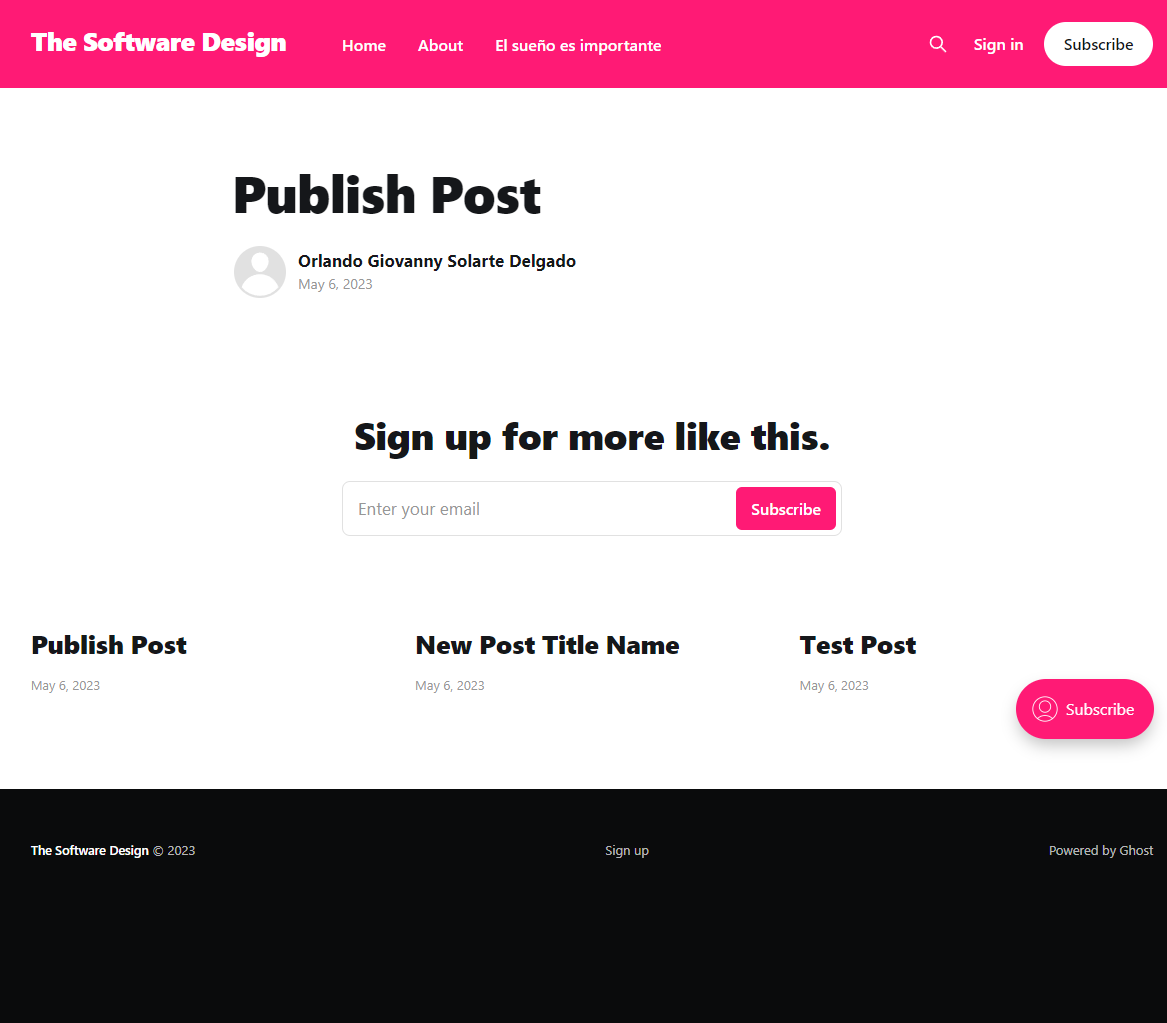 The Software Design
Home
About
El sueño es importante
Sign in
Subscribe
Publish Post
Orlando Giovanny Solarte Delgado
May 6, 2023
Sign up for more like this.
Enter your email
Subscribe
Publish Post
May 6, 2023
New Post Title Name
May 6, 2023
Test Post
May 6, 2023
Subscribe
The Software Design © 2023
Sign up
Powered by Ghost